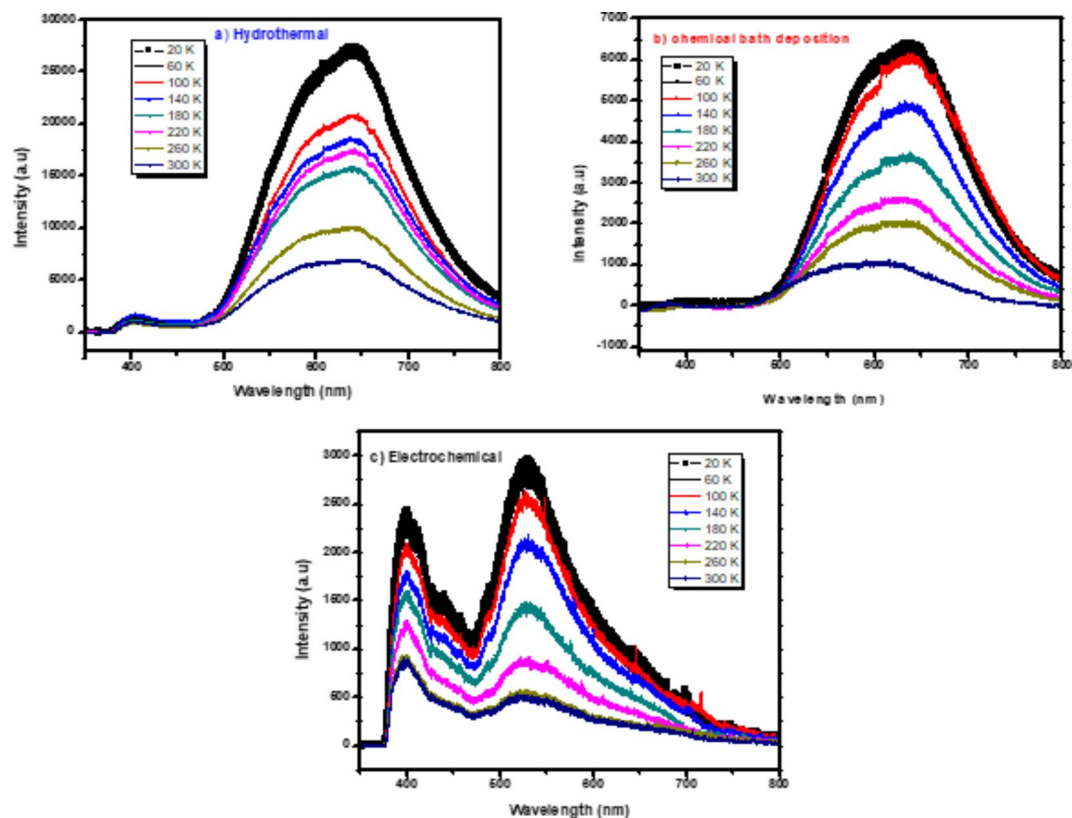 a) Hydrothermal
30000
25000
20000
15000
10000
5000
0
Intensity (a.u)
20 K
60 K
100 K
140 K
180 K
220 K
260 K
300 K
400 500 600 700 800
Wavelength (nm)
b) chemical bath deposition
7000
6000
5000
4000
3000
2000
1000
0
-1000
Intensity (a.u)
20 K
60 K
100 K
140 K
180 K
220 K
260 K
300 K
400 500 600 700 800
Wavelength (nm)
c) Electrochemical
3000
2500
2000
1500
1000
500
0
Intensity (a.u)
20 K
60 K
100 K
140 K
180 K
220 K
260 K
300 K
400 500 600 700 800
Wavelength (nm)